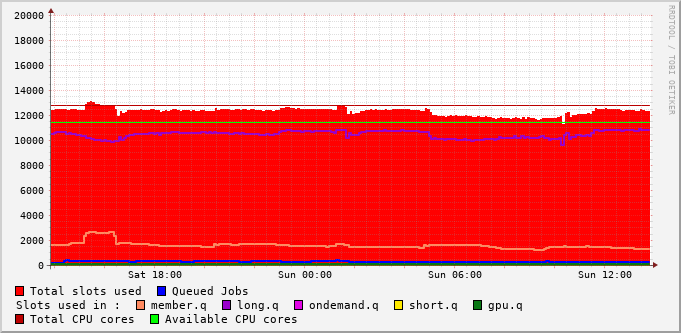 RRDTOOL / TOBI OETIKER
20000
18000
16000
14000
12000
10000
8000
6000
4000
2000
0
Sat 18:00 Sun 00:00 Sun 06:00 Sun 12:00
Total slots used Queued Jobs
Slots used in : member.q long.q ondemand.q short.q gpu.q
Total CPU cores Available CPU cores